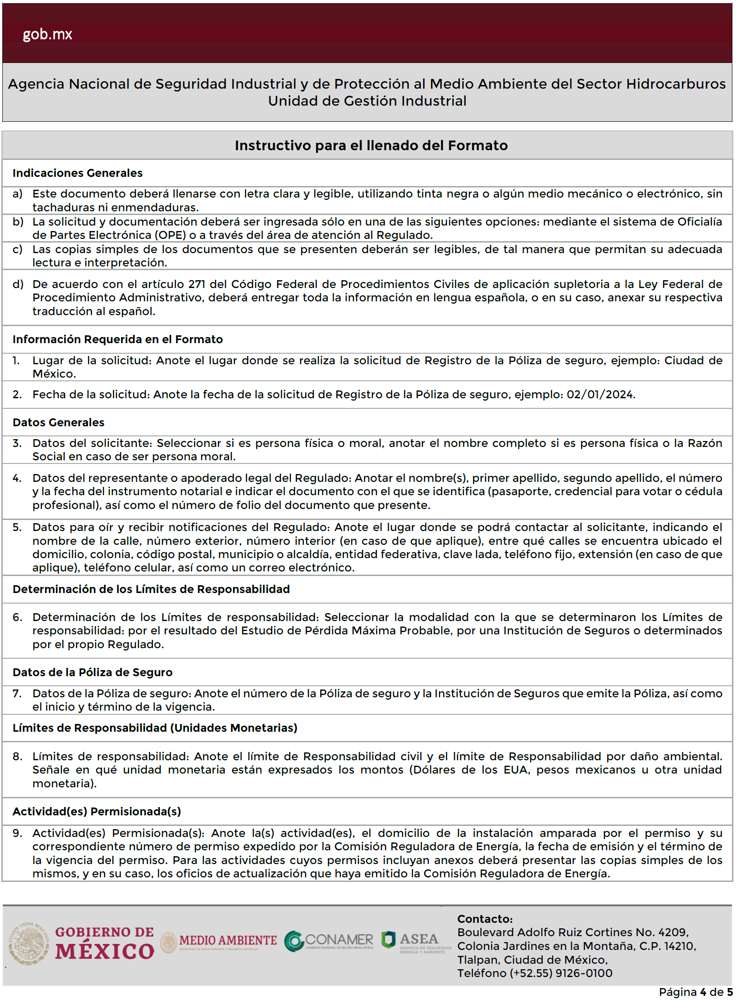 gob.mx
Agencia Nacional de Seguridad Industrial y de Protección al Medio Ambiente del Sector Hidrocarburos
Unidad de Gestión Industrial
Instructivo para el llenado del Formato
Indicaciones Generales
a) Este documento deberá llenarse con letra clara y legible, utilizando tinta negra o algún medio mecánico o electrónico, sin
tachaduras ni enmendaduras.
b) La solicitud y documentación deberá ser ingresada sólo en una de las siguientes opciones: mediante el sistema de Oficialía
de Partes Electrónica (OPE) o a través del área de atención al Regulado.
c) Las copias simples de los documentos que se presenten deberán ser legibles, de tal manera que permitan su adecuada
lectura e interpretación.
d) De acuerdo con el artículo 271 del Código Federal de Procedimientos Civiles de aplicación supletoria a la Ley Federal de
Procedimiento Administrativo, deberá entregar toda la información en lengua española, o en su caso, anexar su respectiva
traducción al español.
Información Requerida en el Formato
1. Lugar de la solicitud: Anote el lugar donde se realiza la solicitud de Registro de la Póliza de seguro, ejemplo: Ciudad de
México.
2. Fecha de la solicitud: Anote la fecha de la solicitud de Registro de la Póliza de seguro, ejemplo: 02/01/2024.
Datos Generales
3. Datos del solicitante: Seleccionar si es persona física o moral, anotar el nombre completo si es persona física o la Razón
Social en caso de ser persona moral.
4. Datos del representante o apoderado legal del Regulado: Anotar el nombre(s), primer apellido, segundo apellido, el número
y la fecha del instrumento notarial e indicar el documento con el que se identifica (pasaporte, credencial para votar o cédula
profesional), así como el número de folio del documento que presente.
5. Datos para oír y recibir notificaciones del Regulado: Anote el lugar donde se podrá contactar al solicitante, indicando el
nombre de la calle, número exterior, número interior (en caso de que aplique), entre qué calles se encuentra ubicado el
domicilio, colonia, código postal, municipio o alcaldía, entidad federativa, clave lada, teléfono fijo, extensión (en caso de que
aplique), teléfono celular, así como un correo electrónico.
Determinación de los Límites de Responsabilidad
6. Determinación de los Límites de responsabilidad: Seleccionar la modalidad con la que se determinaron los Límites de
responsabilidad: por el resultado del Estudio de Pérdida Máxima Probable, por una Institución de Seguros o determinados
por el propio Regulado.
Datos de la Póliza de Seguro
7. Datos de la Póliza de seguro: Anote el número de la Póliza de seguro y la Institución de Seguros que emite la Póliza, así como
el inicio y término de la vigencia.
Límites de Responsabilidad (Unidades Monetarias)
8. Límites de responsabilidad: Anote el límite de Responsabilidad civil y el límite de Responsabilidad por daño ambiental.
Señale en qué unidad monetaria están expresados los montos (Dólares de los EUA, pesos mexicanos u otra unidad
monetaria).
Actividad(es) Permisionada(s)
9. Actividad(es) Permisionada(s): Anote la(s) actividad(es), el domicilio de la instalación amparada por el permiso y su
correspondiente número de permiso expedido por la Comisión Reguladora de Energía, la fecha de emisión y el término de
la vigencia del permiso. Para las actividades cuyos permisos incluyan anexos deberá presentar las copias simples de los
mismos, y en su caso, los oficios de actualización que haya emitido la Comisión Reguladora de Energía.
ESTADOS UNIDOS MEXICANOS
GOBIERNO DE
MÉXICO
MEDIO AMBIENTE
SECRETARÍA DE MEDIO AMBIENTE Y RECURSOS NATURALES
CONAMER
COMISIÓN NACIONAL DE MEJORA REGULATORIA
ASEA
AGENCIA DE SEGURIDAD,
ENERGÍA Y AMBIENTE
Contacto:
Boulevard Adolfo Ruiz Cortines No. 4209,
Colonia Jardines en la Montaña, C.P. 14210,
Tlalpan, Ciudad de México,
Teléfono (+52.55) 9126-0100
Página 4 de 5